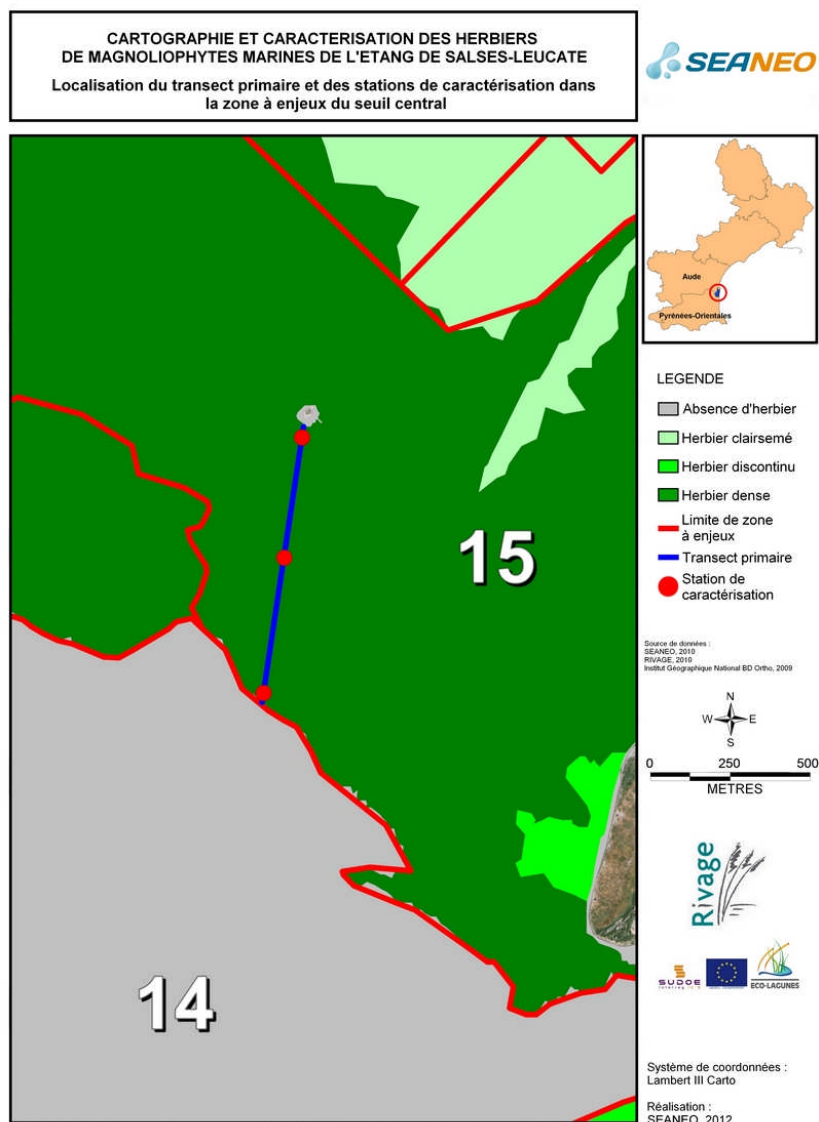 CARTOGRAPHIE ET CARACTERISATION DES HERBIERS
DE MAGNOLIOPHYTES MARINES DE L'ETANG DE SALSES-LEUCATE
Localisation du transect primaire et des stations de caractérisation dans
la zone à enjeux du seuil central
SEANEO
Aude
Pyrénées-Orientales
LEGENDE
Absence d'herbier
Herbier clairsemé
Herbier discontinu
Herbier dense
Limite de zone
à enjeux
Transect primaire
Station de
caractérisation
15
14
Source de données :
SEANEO, 2010
RIVAGE, 2010
Institut Géographique National BD Ortho, 2009
N
W E
S
0 250 500
METRES
Rivage
SUDOE
ECO-LAGUNES
Système de coordonnées :
Lambert III Carto
Réalisation :
SEANEO, 2012